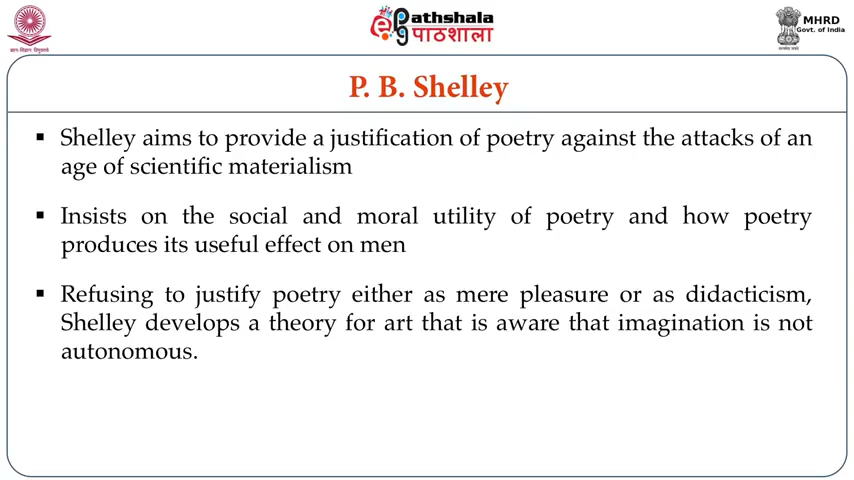 ePathshala
पाठशाला
MHRD
Govt. of India
P. B. Shelley
▪ Shelley aims to provide a justification of poetry against the attacks of an
age of scientific materialism
▪ Insists on the social and moral utility of poetry and how poetry
produces its useful effect on men
▪ Refusing to justify poetry either as mere pleasure or as didacticism,
Shelley develops a theory for art that is aware that imagination is not
autonomous.